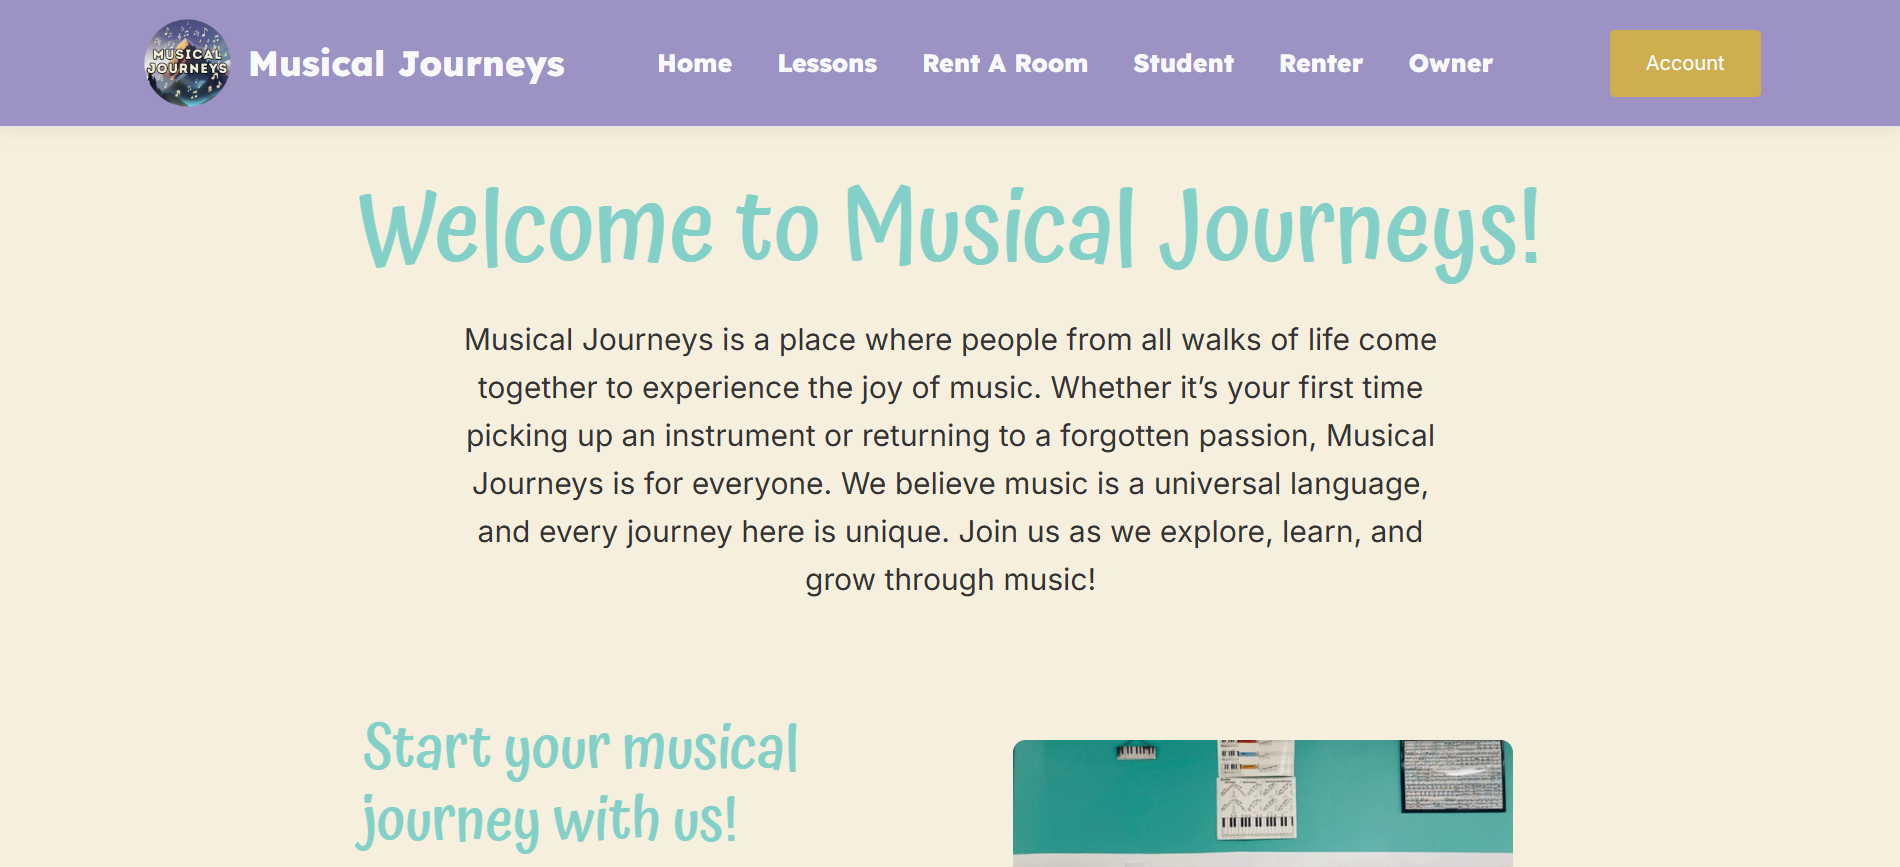 MUSICAL
JOURNEYS
Musical Journeys
Home
Lessons
Rent A Room
Student
Renter
Owner
Account
Welcome to Musical Journeys!
Musical Journeys is a place where people from all walks of life come
together to experience the joy of music. Whether it’s your first time
picking up an instrument or returning to a forgotten passion, Musical
Journeys is for everyone. We believe music is a universal language,
and every journey here is unique. Join us as we explore, learn, and
grow through music!
Start your musical
journey with us!